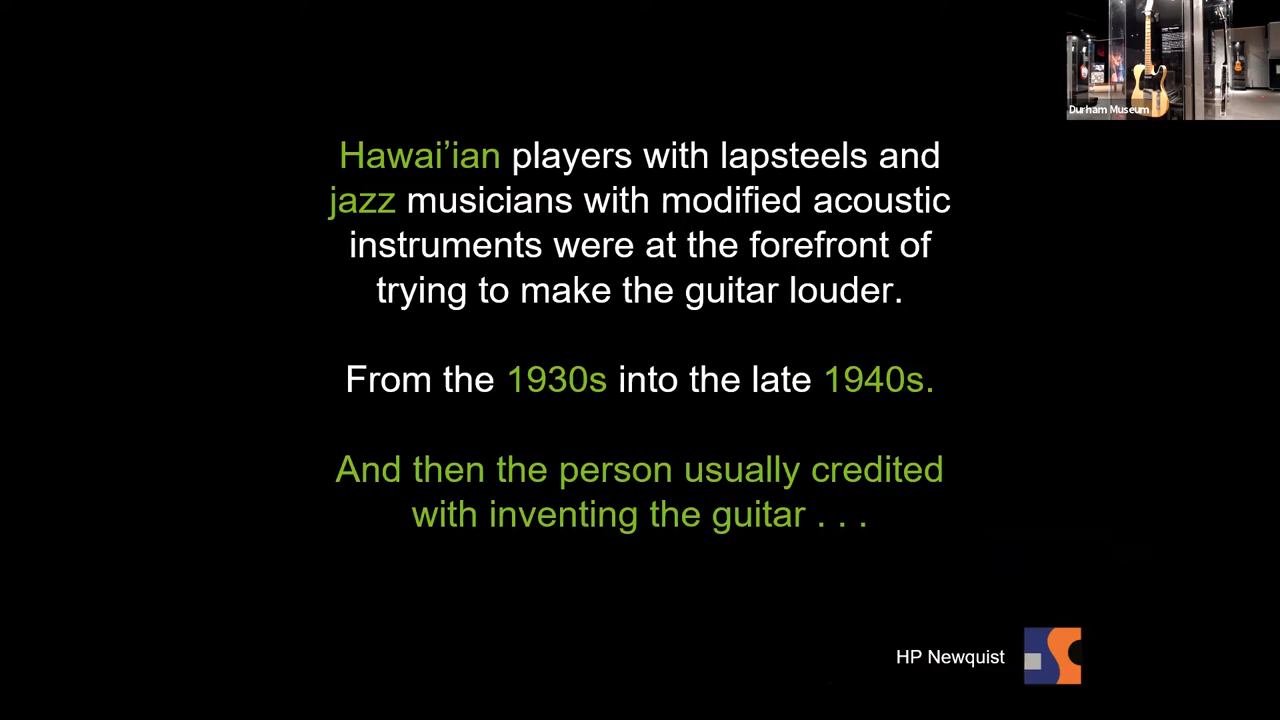 Durham Museum
Hawai’ian players with lapsteels and
jazz musicians with modified acoustic
instruments were at the forefront of
trying to make the guitar louder.
From the 1930s into the late 1940s.
And then the person usually credited
with inventing the guitar . . .
HP Newquist